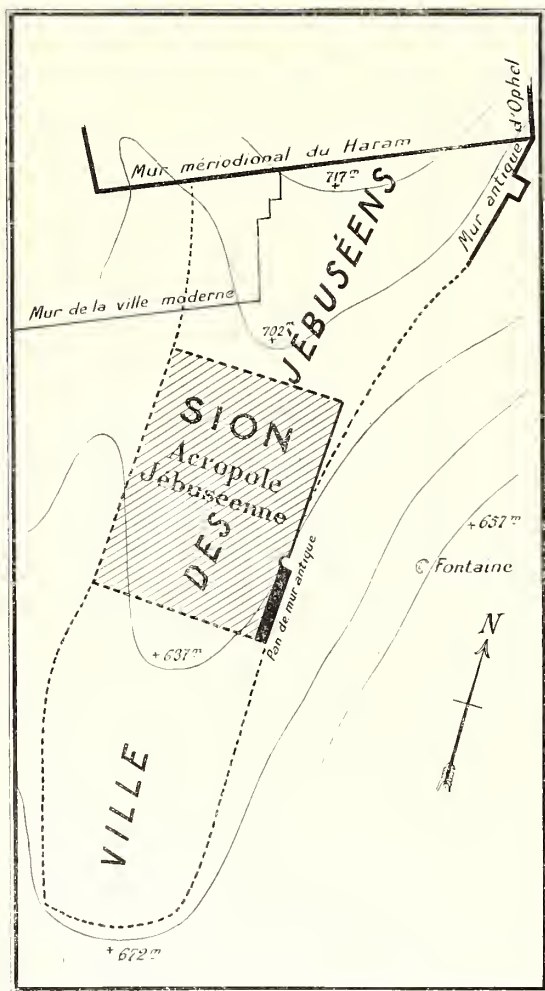 Mur méridional du Haram
Mur antique d'Ophel
717m
Mur de la ville moderne
702m
VILLE DES JÉBUSÉENS
SION
Acropole
Jébuséenne
657m
Fontaine
Pan de mur antique
N
637m
672m